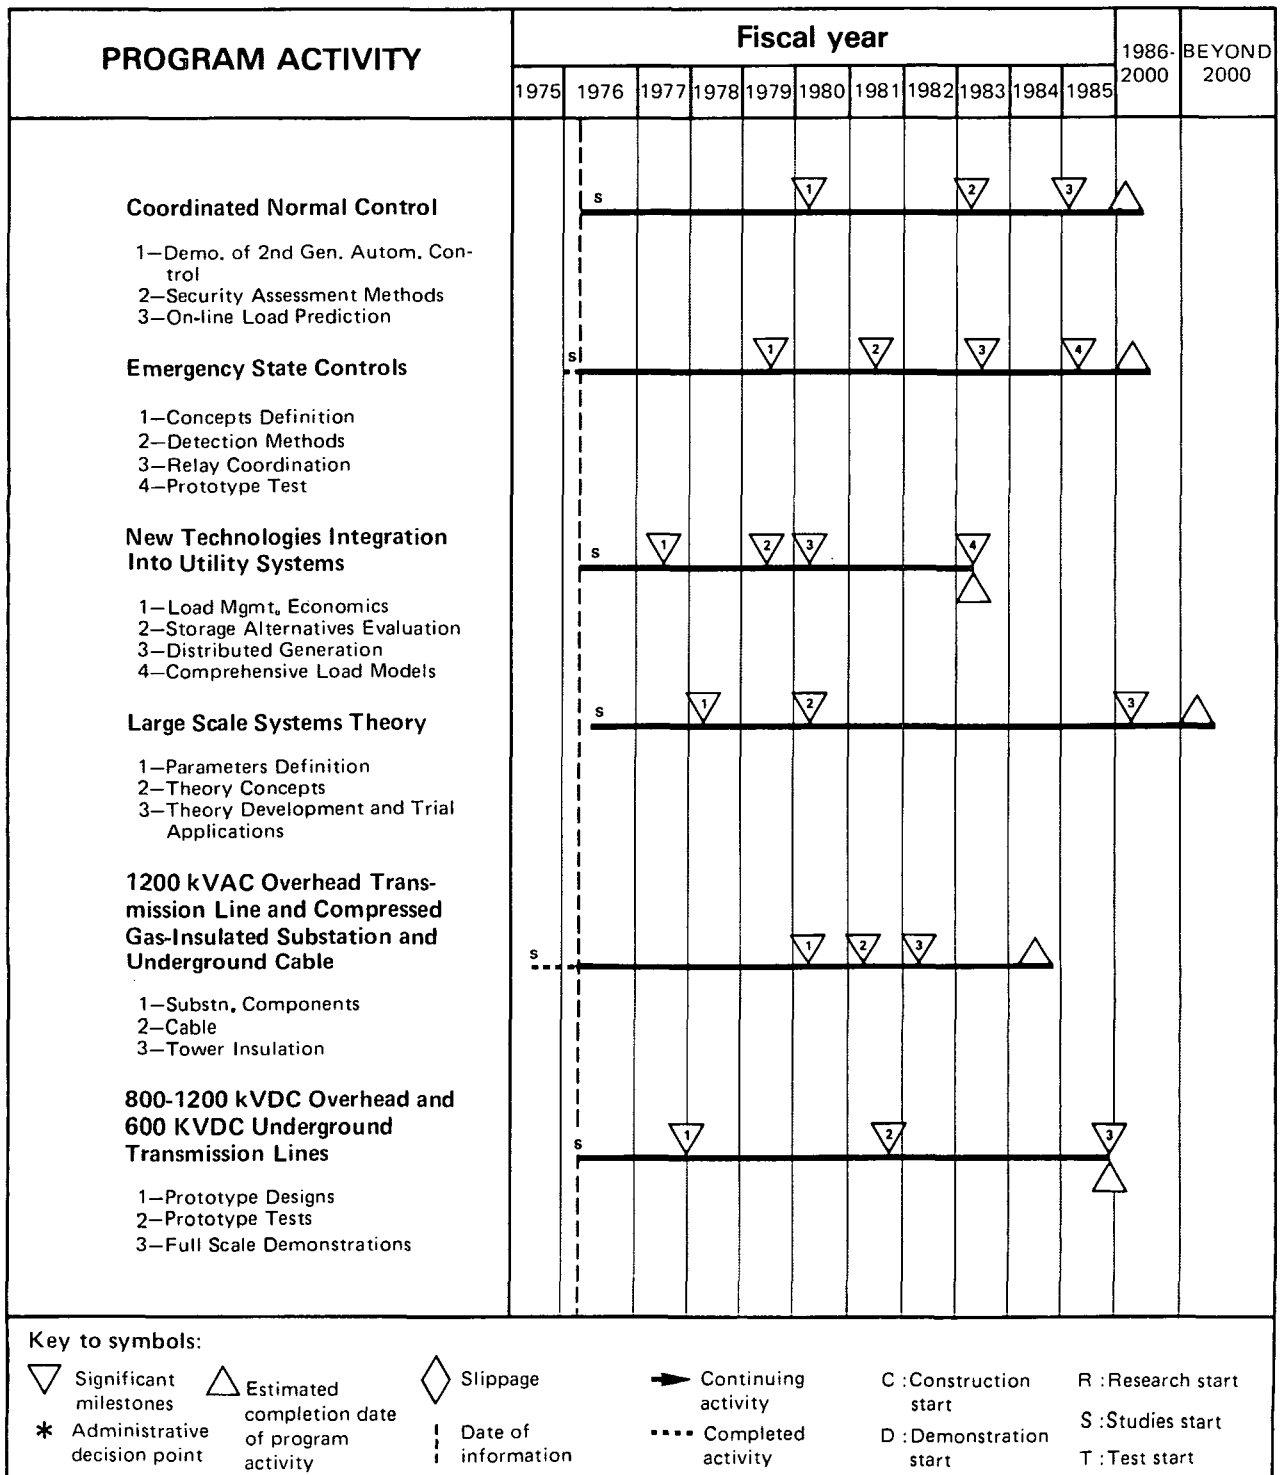 PROGRAM ACTIVITY
Fiscal year
1975 1976 1977 1978 1979 1980 1981 1982 1983 1984 1985
1986-
2000
BEYOND
2000
Coordinated Normal Control
S 1 2 3
1—Demo. of 2nd Gen. Autom. Con-
trol
2—Security Assessment Methods
3—On-line Load Prediction
Emergency State Controls
S 1 2 3 4
1—Concepts Definition
2—Detection Methods
3—Relay Coordination
4—Prototype Test
New Technologies Integration
Into Utility Systems
S 1 2 3 4
1—Load Mgmt. Economics
2—Storage Alternatives Evaluation
3—Distributed Generation
4—Comprehensive Load Models
Large Scale Systems Theory
S 1 2 3
1—Parameters Definition
2—Theory Concepts
3—Theory Development and Trial
Applications
1200 kVAC Overhead Trans-
mission Line and Compressed
Gas-Insulated Substation and
Underground Cable
S 1 2 3
1—Substn. Components
2—Cable
3—Tower Insulation
800-1200 kVDC Overhead and
600 KVDC Underground
Transmission Lines
S 1 2 3
1—Prototype Designs
2—Prototype Tests
3—Full Scale Demonstrations
Key to symbols:
Significant
milestones
* Administrative
decision point
Estimated
completion date
of program
activity
Slippage
Date of
information
Continuing
activity
Completed
activity
C :Construction
start
D :Demonstration
start
R :Research start
S :Studies start
T :Test start